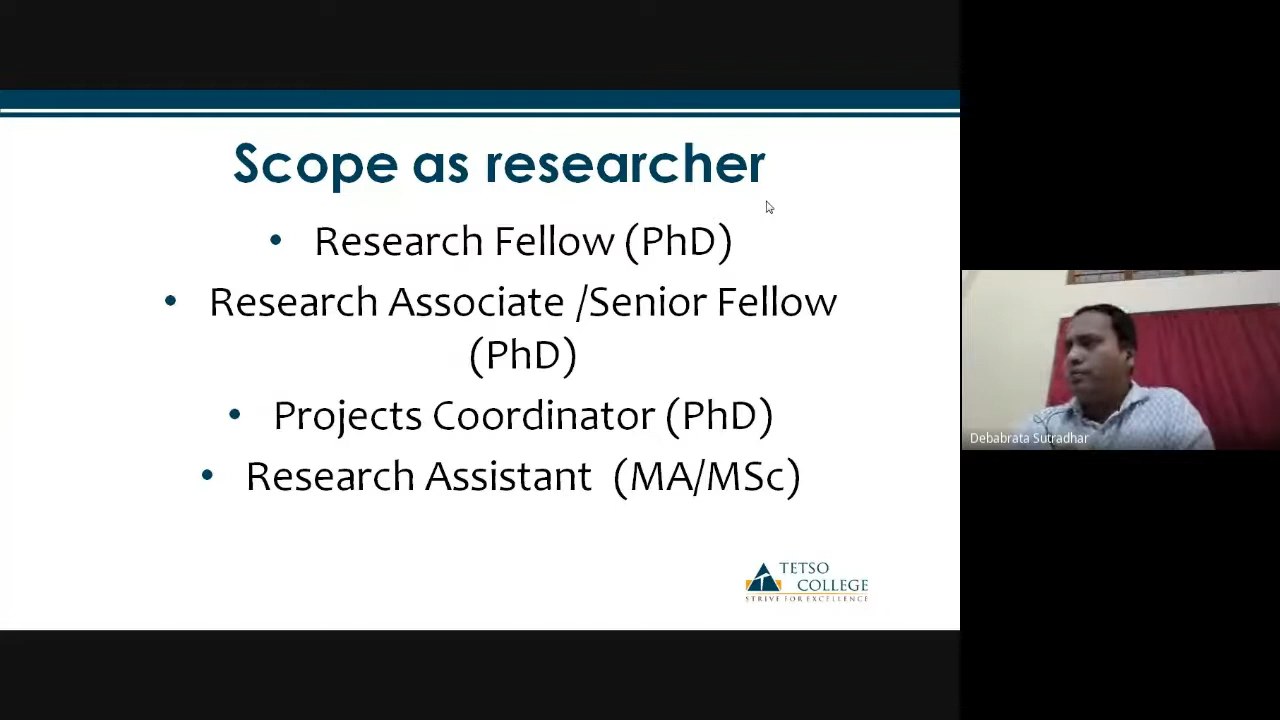 Scope as researcher
• Research Fellow (PhD)
• Research Associate /Senior Fellow
(PhD)
• Projects Coordinator (PhD)
• Research Assistant (MA/MSc)
TETSO
COLLEGE
STRIVE FOR EXCELLENCE
Debabrata Sutradhar